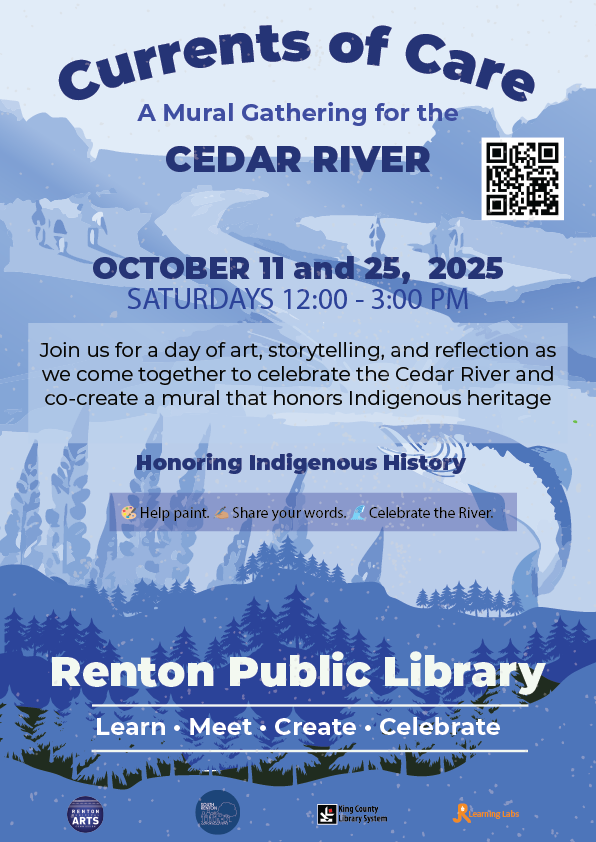 Currents of Care
A Mural Gathering for the
CEDAR RIVER
OCTOBER 11 and 25, 2025
SATURDAYS 12:00 - 3:00 PM
Join us for a day of art, storytelling, and reflection as
we come together to celebrate the Cedar River and
co-create a mural that honors Indigenous heritage
Honoring Indigenous History
Help paint. Share your words. Celebrate the River.
Renton Public Library
Learn • Meet • Create • Celebrate
RENTON
ARTS
SOUTH
RENTON
King County
Library System
Learning Labs